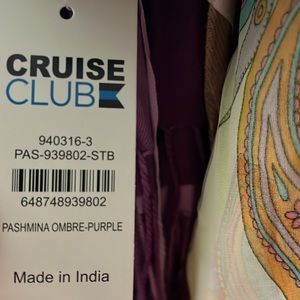 CRUISE
CLUB
940316-3
PAS-939802-STB
648748939802
PASHMINA OMBRE-PURPLE
Made in India